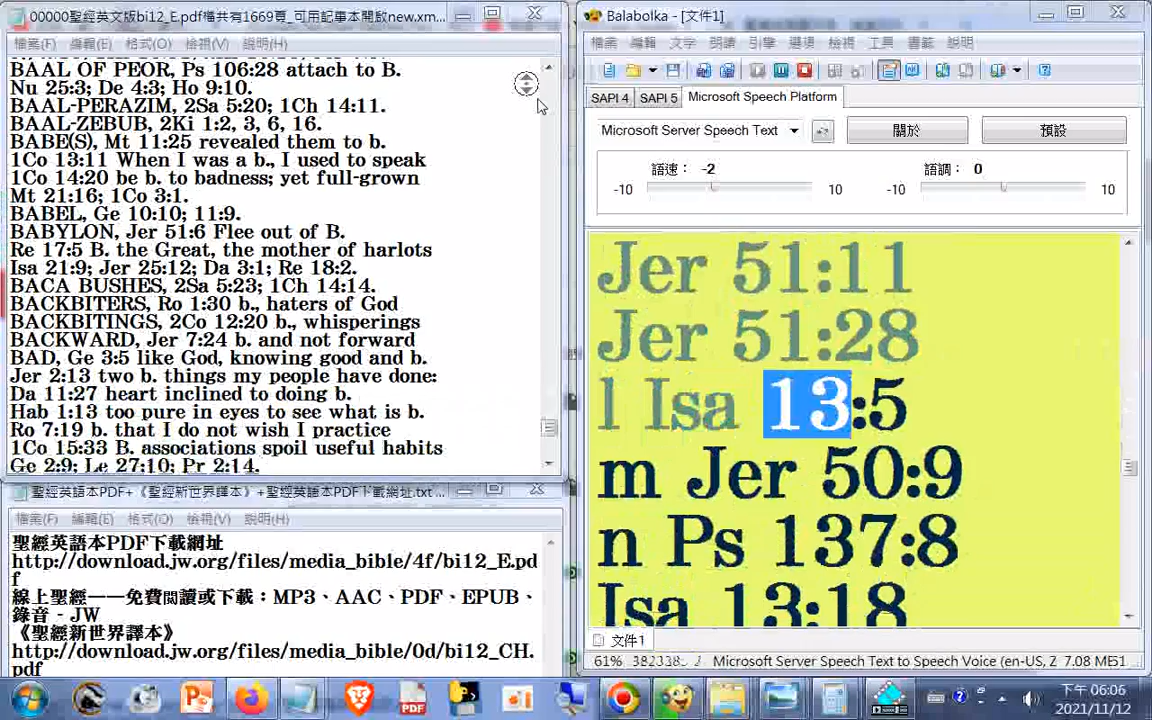 00000聖經英文版bi12_E.pdf檔共有1669頁_可用記事本開啟new.xm...
檔案(F) 編輯(E) 格式(O) 檢視(V) 說明(H)
BAAL OF PEOR, Ps 106:28 attach to B.
Nu 25:3; De 4:3; Ho 9:10.
BAAL-PERAZIM, 2Sa 5:20; 1Ch 14:11.
BAAL-ZEBUB, 2Ki 1:2, 3, 6, 16.
BABE(S), Mt 11:25 revealed them to b.
1Co 13:11 When I was a b., I used to speak
1Co 14:20 be b. to badness; yet full-grown
Mt 21:16; 1Co 3:1.
BABEL, Ge 10:10; 11:9.
BABYLON, Jer 51:6 Flee out of B.
Re 17:5 B. the Great, the mother of harlots
Isa 21:9; Jer 25:12; Da 3:1; Re 18:2.
BACA BUSHES, 2Sa 5:23; 1Ch 14:14.
BACKBITERS, Ro 1:30 b., haters of God
BACKBITINGS, 2Co 12:20 b., whisperings
BACKWARD, Jer 7:24 b. and not forward
BAD, Ge 3:5 like God, knowing good and b.
Jer 2:13 two b. things my people have done:
Da 11:27 heart inclined to doing b.
Hab 1:13 too pure in eyes to see what is b.
Ro 7:19 b. that I do not wish I practice
1Co 15:33 B. associations spoil useful habits
Ge 2:9; Le 27:10; Pr 2:14.
聖經英語本PDF+《聖經新世界譯本》+聖經英語本PDF下載網址.txt ...
檔案(F) 編輯(E) 格式(O) 檢視(V) 說明(H)
聖經英語本PDF下載網址
http://download.jw.org/files/media_bible/4f/bi12_E.pd
f
線上聖經——免費閱讀或下載：MP3、AAC、PDF、EPUB、
錄音 - JW
《聖經新世界譯本》
http://download.jw.org/files/media_bible/0d/bi12_CH.
pdf
Balabolka - [文件1]
檔案 編輯 文字 朗讀 引擎 選項 檢視 工具 書籤 說明
SAPI 4 SAPI 5 Microsoft Speech Platform
Microsoft Server Speech Text 關於 預設
語速： -2 語調： 0
-10 10 -10 10
Jer 51:11
Jer 51:28
l Isa 13:5
m Jer 50:9
n Ps 137:8
Isa 13:18
文件1
61% Microsoft Server Speech Text to Speech Voice (en-US, Z 7.08 ME51
下午 06:06
2021/11/12